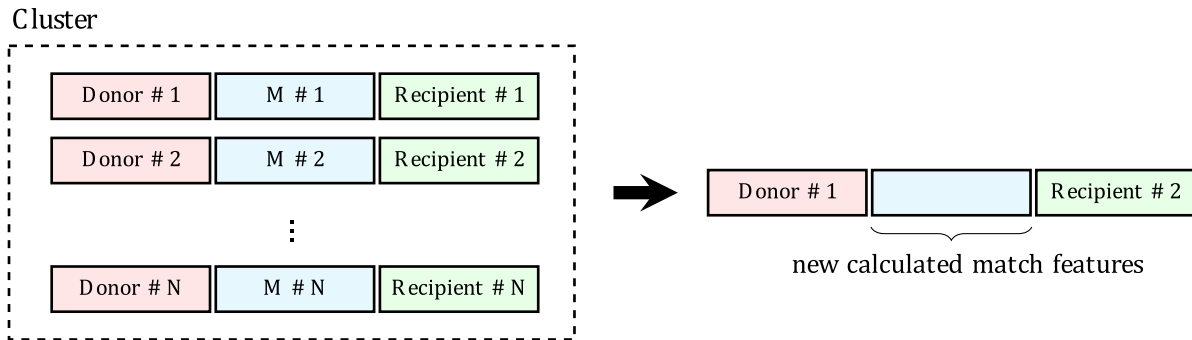 Cluster
Donor # 1 M # 1 Recipient # 1
Donor # 2 M # 2 Recipient # 2
⋮
Donor # N M # N Recipient # N
Donor # 1 Recipient # 2
new calculated match features